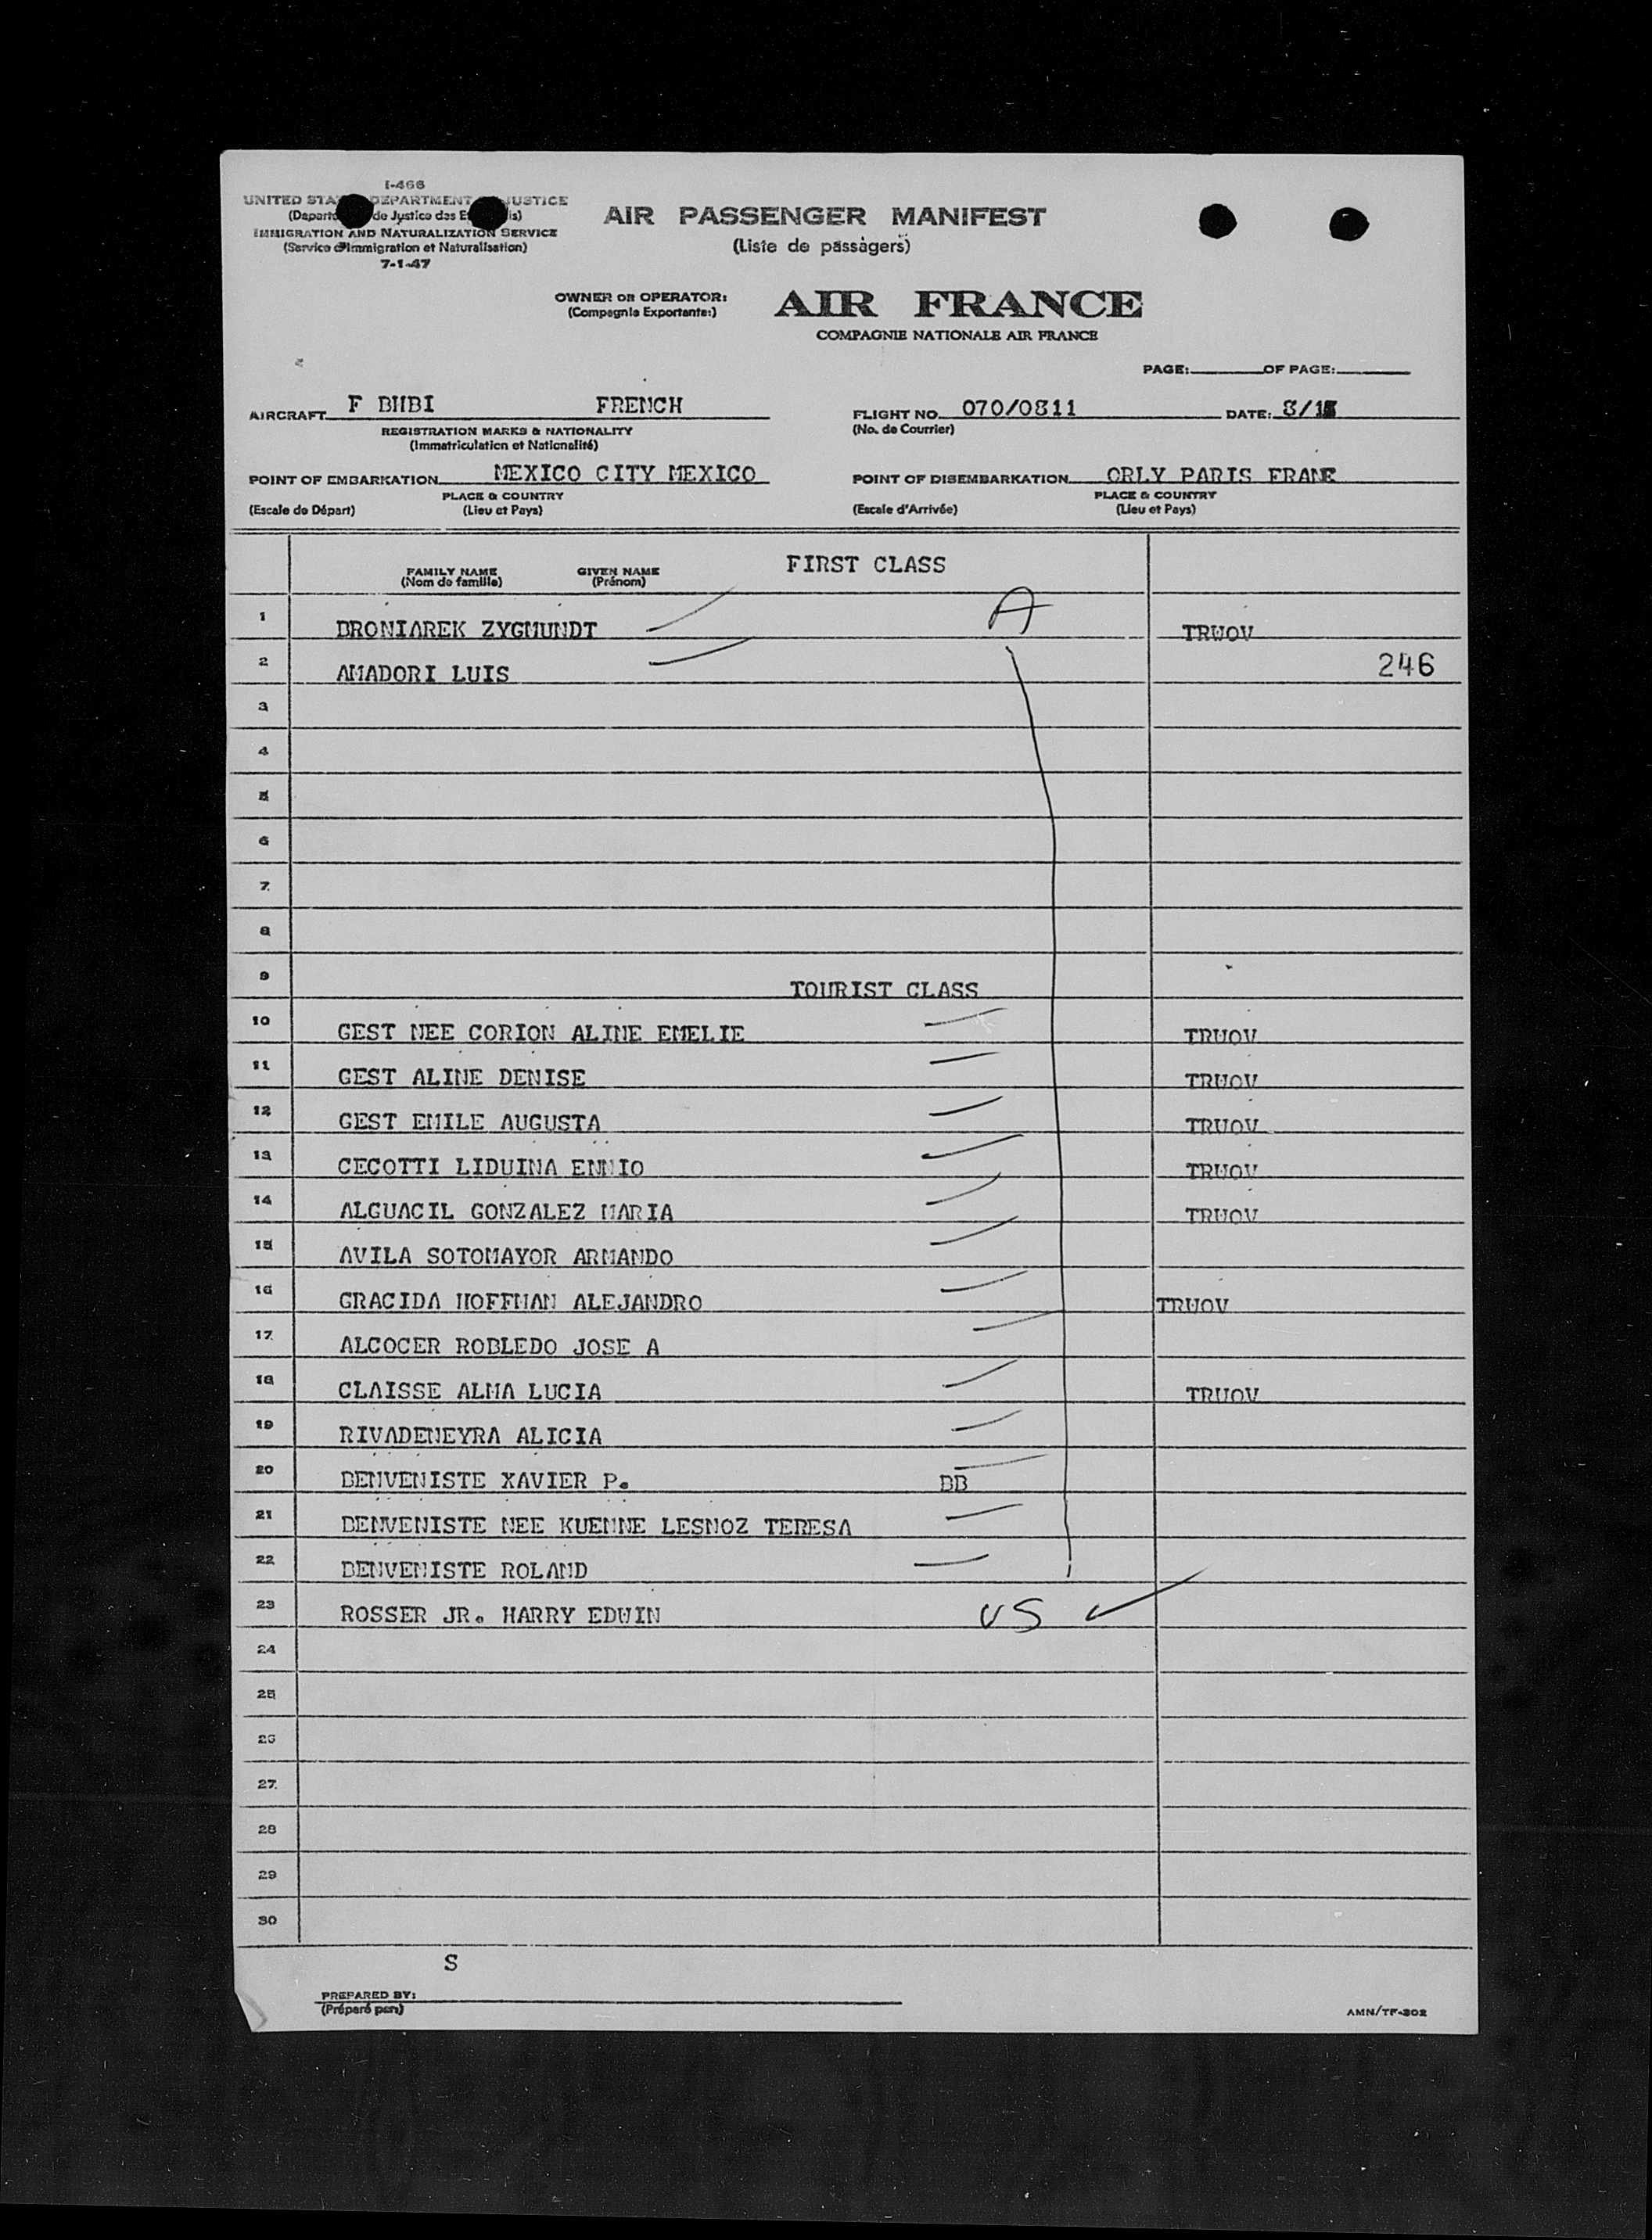 I-466
UNITED STA DEPARTMENT JUSTICE
(Departe de Justice des E is)
IMMIGRATION AND NATURALIZATION SERVICE
(Service d'Immigration et Naturalisation)
7-1-47
AIR PASSENGER MANIFEST
(Liste de passagers)
OWNER OR OPERATOR:
(Compagnie Exportante:)
AIR FRANCE
COMPAGNIE NATIONALE AIR FRANCE
PAGE: OF PAGE:
AIRCRAFT F BHBI FRENCH
REGISTRATION MARKS & NATIONALITY
(Immatriculation et Nationalité)
FLIGHT NO. 070/0811 DATE: 8/
(No. de Courrier)
POINT OF EMBARKATION MEXICO CITY MEXICO
PLACE & COUNTRY
(Escale de Départ) (Lieu et Pays)
POINT OF DISEMBARKATION ORLY PARIS
PLACE & COUNTRY
(Escale d'Arrivée) (Lieu et Pays)
FAMILY NAME GIVEN NAME FIRST CLASS
(Nom de famille) (Prénom)
1 BRONIAREK ZYGMUNDT A TRWOV
2 AMADORI LUIS 246
3
4
5
6
7
8
9 TOURIST CLASS
10 GEST NEE CORION ALINE EMELIE TRWOV
11 GEST ALINE DENISE TRWOV
12 GEST EMILE AUGUSTA TRWOV
13 CECOTTI LIDUINA ENNIO TRWOV
14 ALGUACIL GONZALEZ MARIA TRWOV
15 AVILA SOTOMAYOR ARMANDO
16 GRACIDA HOFFMAN ALEJANDRO TRWOV
17 ALCOCER ROBLEDO JOSE A
18 CLAISSE ALMA LUCIA TRWOV
19 RIVADENEYRA ALICIA
20 BENVENISTE XAVIER P. BB
21 BENVENISTE NEE KUENNE LESNOZ TERESA
22 BENVENISTE ROLAND
23 ROSSER JR. HARRY EDWIN US
24
25
26
27
28
29
30
S
PREPARED BY:
(Préparé par)
AMN/TF-302